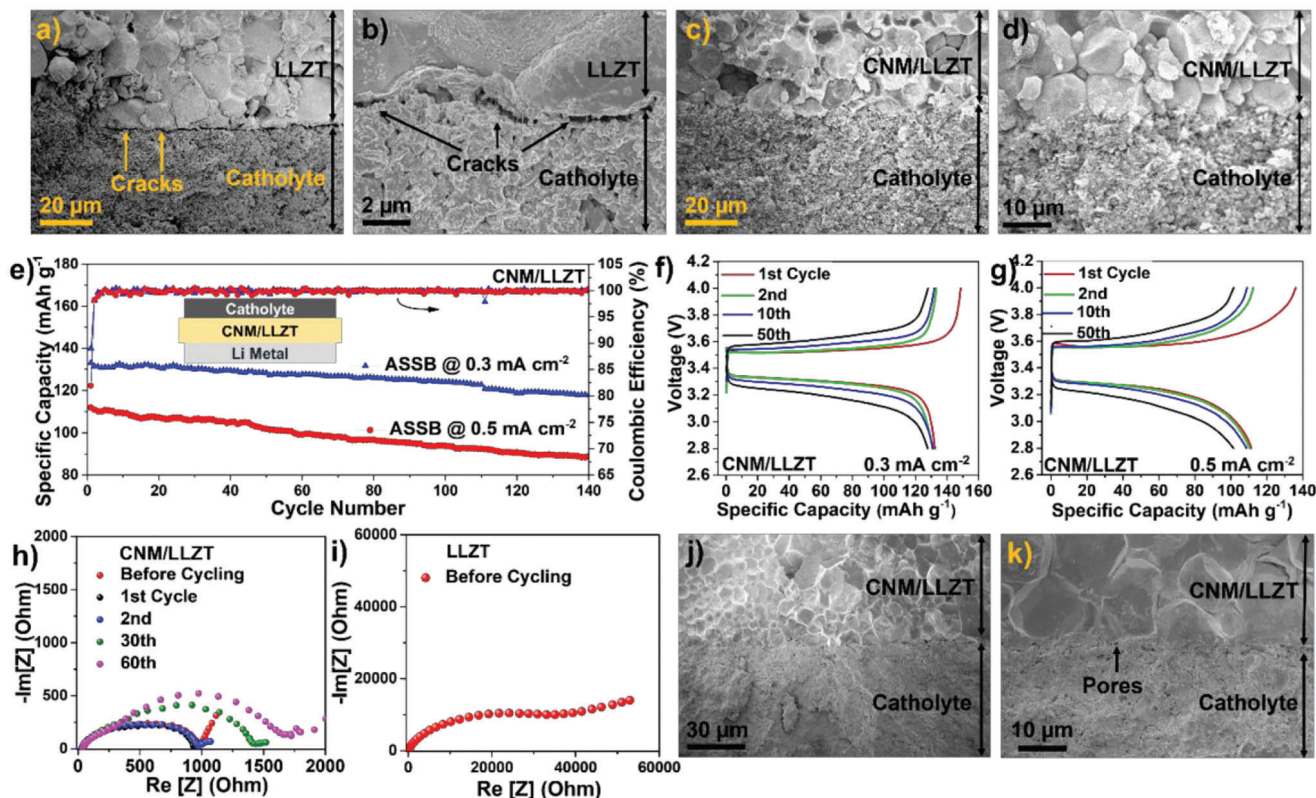 a)
LLZT
Cracks
Catholyte
20 µm
b)
LLZT
Cracks
Catholyte
2 µm
c)
CNM/LLZT
Catholyte
20 µm
d)
CNM/LLZT
Catholyte
10 µm
e)
Specific Capacity (mAh g⁻¹)
180
160
140
120
100
80
CNM/LLZT
Catholyte
CNM/LLZT
Li Metal
ASSB @ 0.3 mA cm⁻²
ASSB @ 0.5 mA cm⁻²
105
100
95
90
85
80
75
70
65
Coulombic Efficiency (%)
0 20 40 60 80 100 120 140
Cycle Number
f)
Voltage (V)
4.2
4.0
3.8
3.6
3.4
3.2
3.0
2.8
2.6
1st Cycle
2nd
10th
50th
CNM/LLZT 0.3 mA cm⁻²
0 20 40 60 80 100 120 140 160
Specific Capacity (mAh g⁻¹)
g)
Voltage (V)
4.2
4.0
3.8
3.6
3.4
3.2
3.0
2.8
2.6
1st Cycle
2nd
10th
50th
CNM/LLZT 0.5 mA cm⁻²
0 20 40 60 80 100 120 140
Specific Capacity (mAh g⁻¹)
h)
-Im[Z] (Ohm)
2000
1500
1000
500
0
CNM/LLZT
Before Cycling
1st Cycle
2nd
30th
60th
0 500 1000 1500 2000
Re [Z] (Ohm)
i)
-Im[Z] (Ohm)
60000
40000
20000
0
LLZT
Before Cycling
0 20000 40000 60000
Re [Z] (Ohm)
j)
CNM/LLZT
Catholyte
30 µm
k)
CNM/LLZT
Pores
Catholyte
10 µm